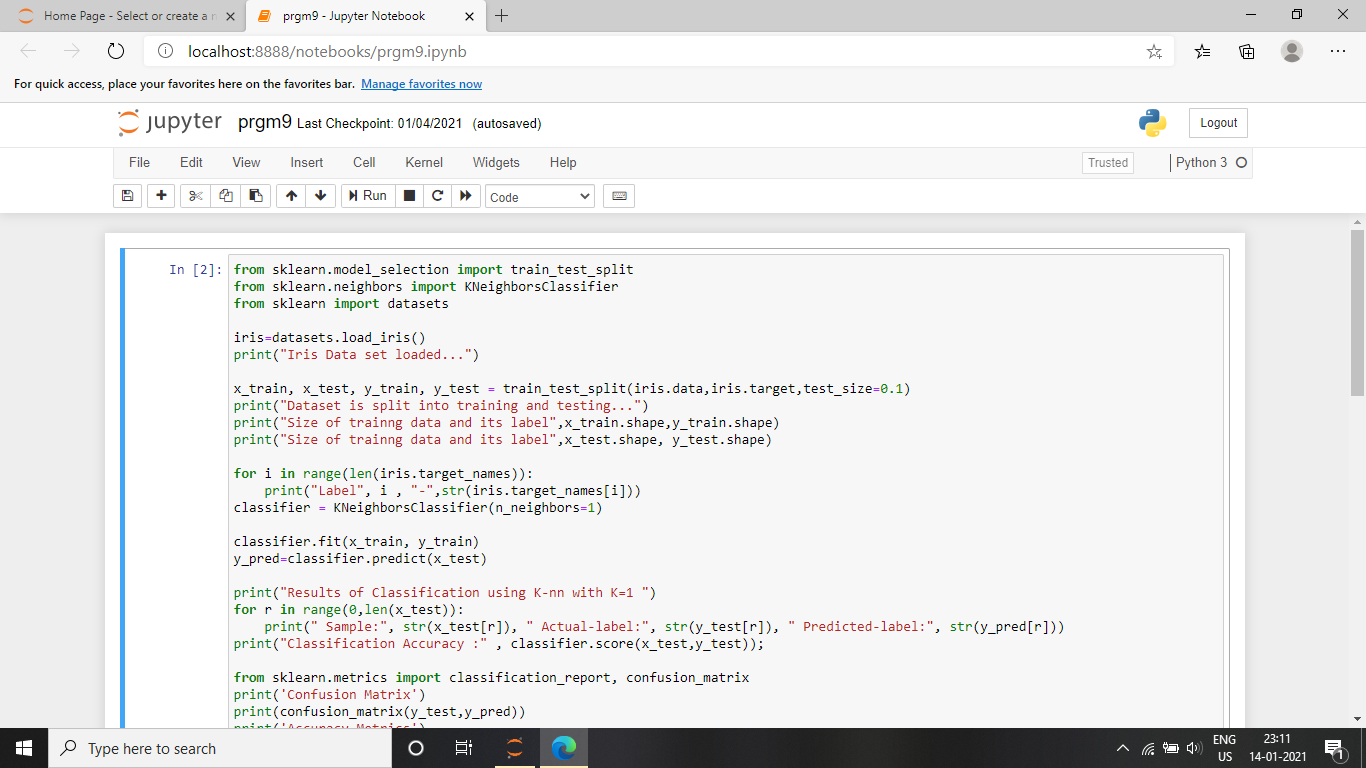 Home Page - Select or create a n
prgm9 - Jupyter Notebook
localhost:8888/notebooks/prgm9.ipynb
For quick access, place your favorites here on the favorites bar. Manage favorites now
jupyter prgm9 Last Checkpoint: 01/04/2021 (autosaved)
Logout
File Edit View Insert Cell Kernel Widgets Help
Trusted
Python 3
Run
Code
In [2]:
from sklearn.model_selection import train_test_split
from sklearn.neighbors import KNeighborsClassifier
from sklearn import datasets
iris=datasets.load_iris()
print("Iris Data set loaded...")
x_train, x_test, y_train, y_test = train_test_split(iris.data,iris.target,test_size=0.1)
print("Dataset is split into training and testing...")
print("Size of trainng data and its label",x_train.shape,y_train.shape)
print("Size of trainng data and its label",x_test.shape, y_test.shape)
for i in range(len(iris.target_names)):
    print("Label", i , "-",str(iris.target_names[i]))
classifier = KNeighborsClassifier(n_neighbors=1)
classifier.fit(x_train, y_train)
y_pred=classifier.predict(x_test)
print("Results of Classification using K-nn with K=1 ")
for r in range(0,len(x_test)):
    print(" Sample:", str(x_test[r]), " Actual-label:", str(y_test[r]), " Predicted-label:", str(y_pred[r]))
print("Classification Accuracy :" , classifier.score(x_test,y_test));
from sklearn.metrics import classification_report, confusion_matrix
print('Confusion Matrix')
print(confusion_matrix(y_test,y_pred))
print('Accuracy Metrics')
Type here to search
ENG
US
23:11
14-01-2021
1